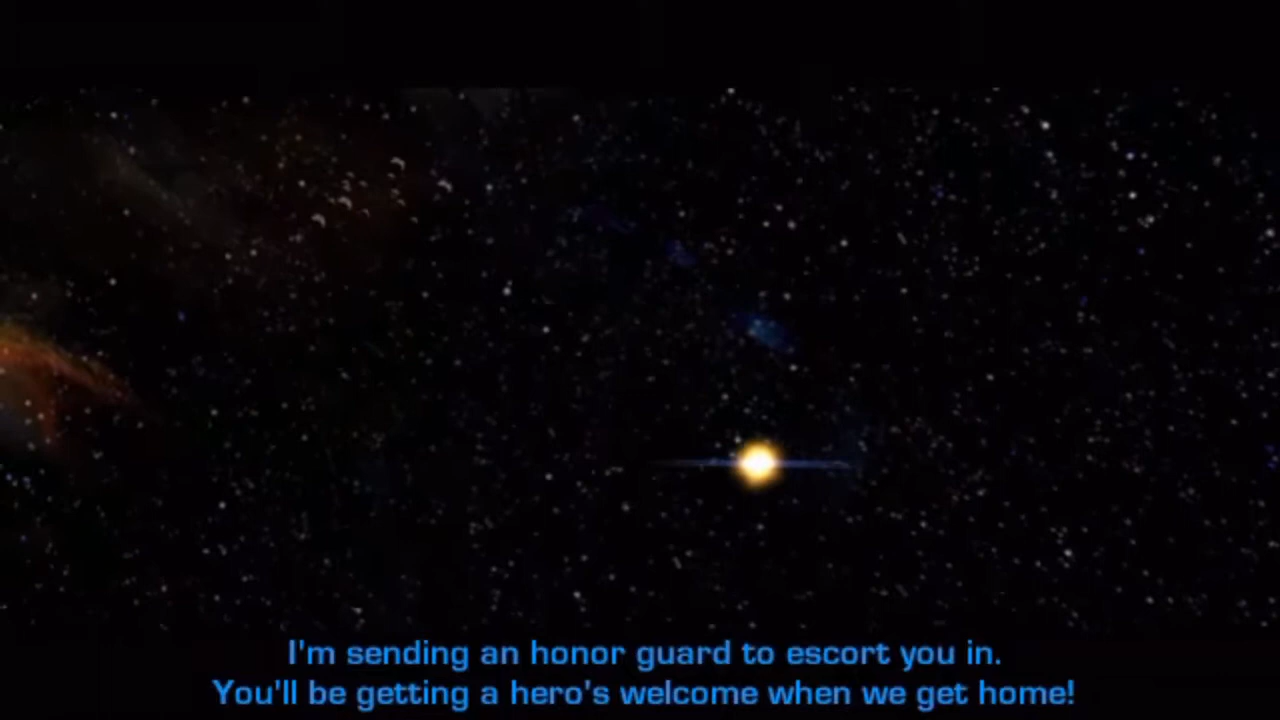 I'm sending an honor guard to escort you in.
You'll be getting a hero's welcome when we get home!